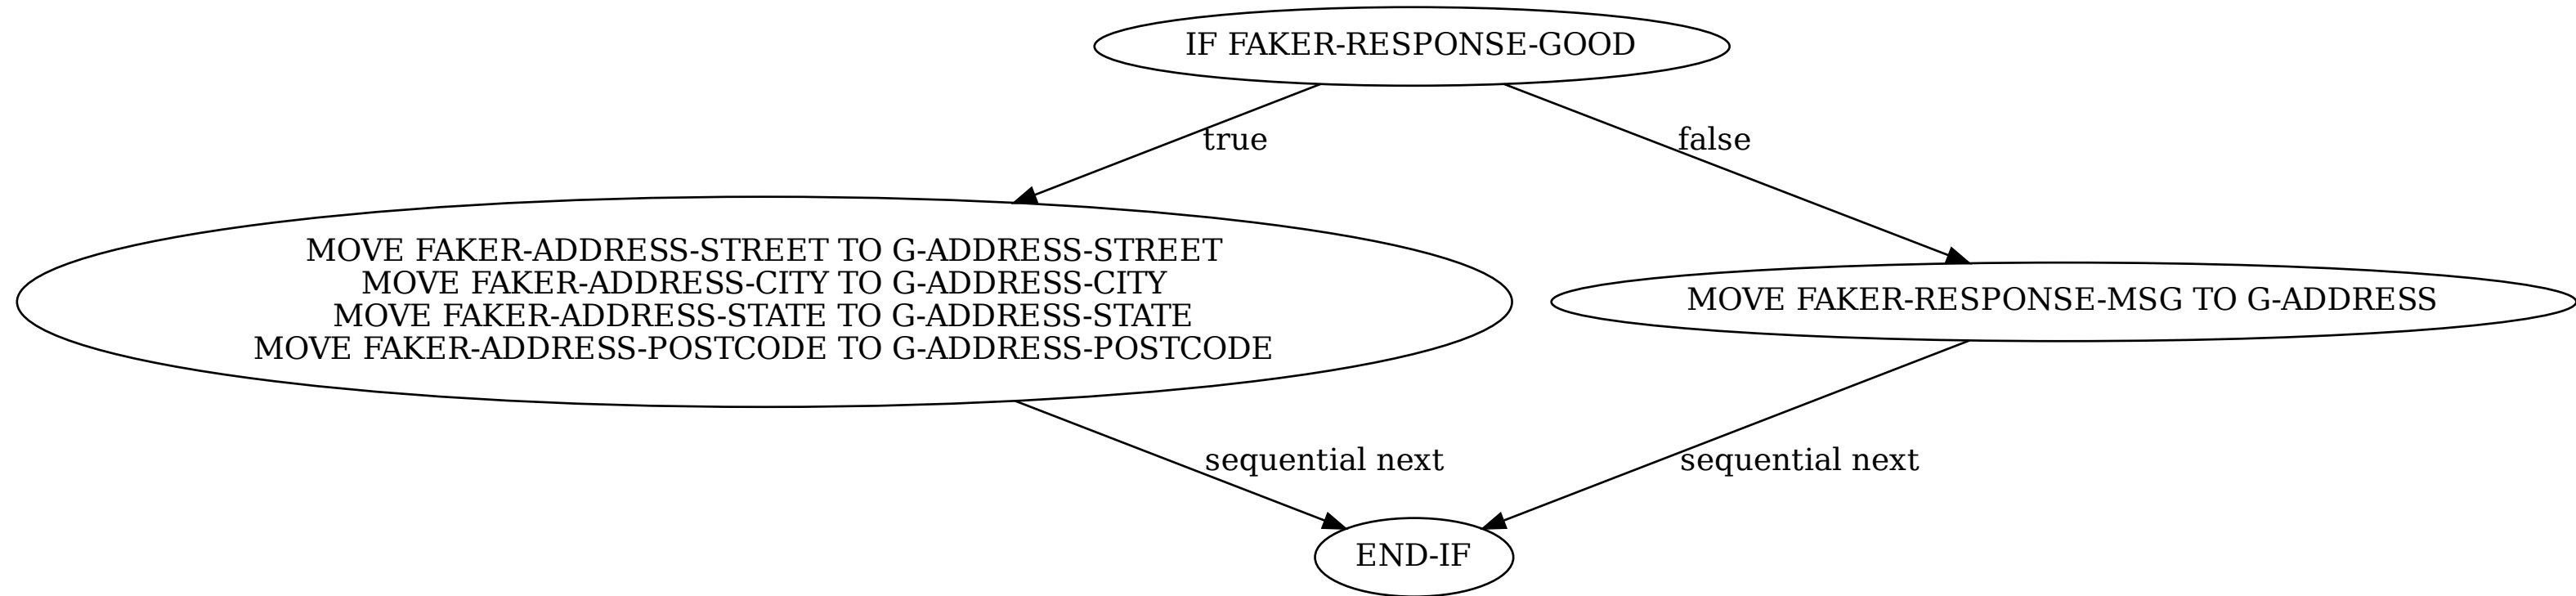 IF FAKER-RESPONSE-GOOD
true
false
MOVE FAKER-ADDRESS-STREET TO G-ADDRESS-STREET
MOVE FAKER-ADDRESS-CITY TO G-ADDRESS-CITY
MOVE FAKER-ADDRESS-STATE TO G-ADDRESS-STATE
MOVE FAKER-ADDRESS-POSTCODE TO G-ADDRESS-POSTCODE
MOVE FAKER-RESPONSE-MSG TO G-ADDRESS
sequential next
sequential next
END-IF